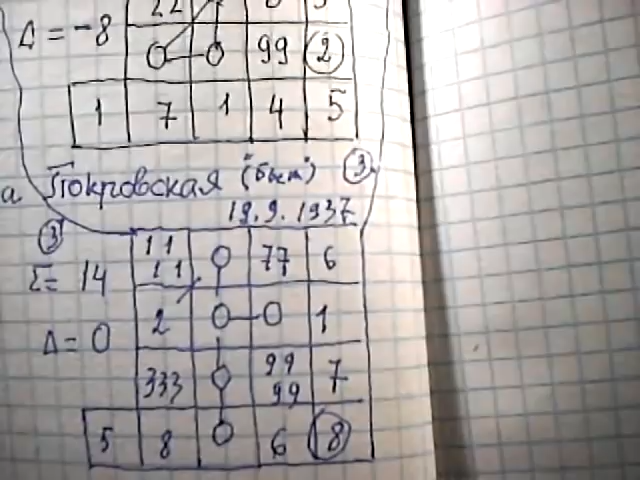 22
Δ = -8 0 0 99 2
1 7 1 4 5
а Покровская ("быт") 3
19.9.1937
3 11 0 77 6
Σ = 14 11
2 0 0 1
Δ = 0
333 0 99 7
99
5 8 0 6 8